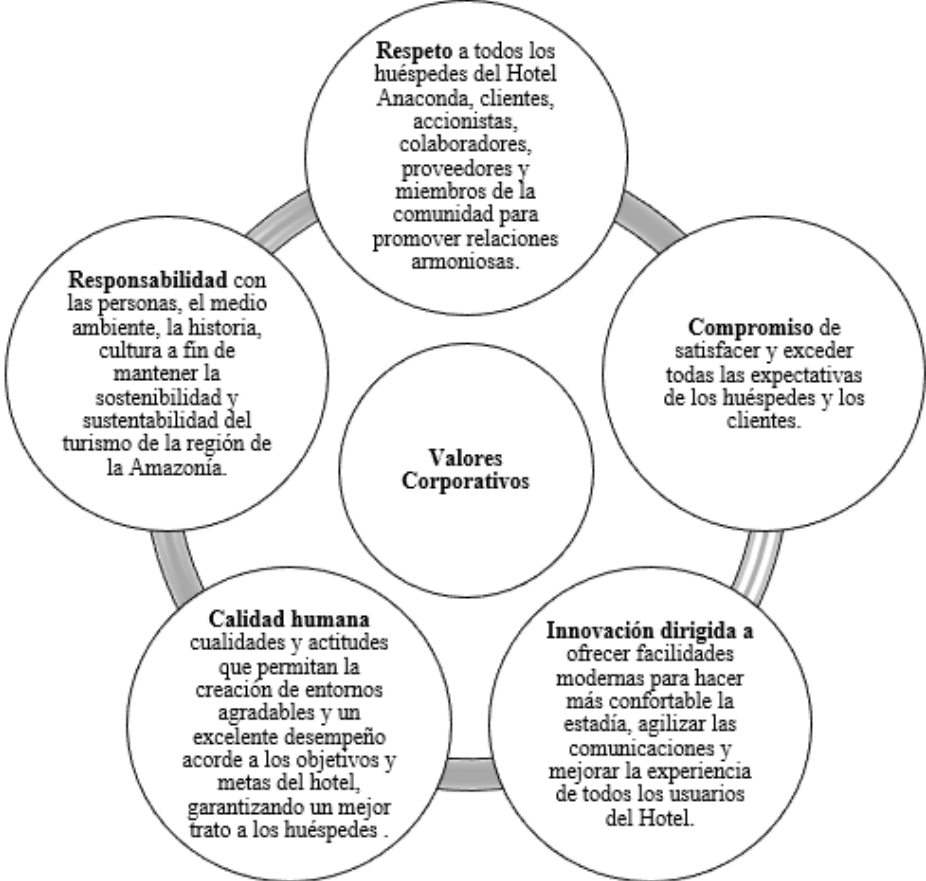 Respeto a todos los
huéspedes del Hotel
Anaconda, clientes,
accionistas,
colaboradores,
proveedores y
miembros de la
comunidad para
promover relaciones
armoniosas.
Compromiso de
satisfacer y exceder
todas las expectativas
de los huéspedes y los
clientes.
Innovación dirigida a
ofrecer facilidades
modernas para hacer
más confortable la
estadía, agilizar las
comunicaciones y
mejorar la experiencia
de todos los usuarios
del Hotel.
Calidad humana
cualidades y actitudes
que permitan la
creación de entornos
agradables y un
excelente desempeño
acorde a los objetivos y
metas del hotel,
garantizando un mejor
trato a los huéspedes .
Responsabilidad con
las personas, el medio
ambiente, la historia,
cultura a fin de
mantener la
sostenibilidad y
sustentabilidad del
turismo de la región de
la Amazonía.
Valores
Corporativos